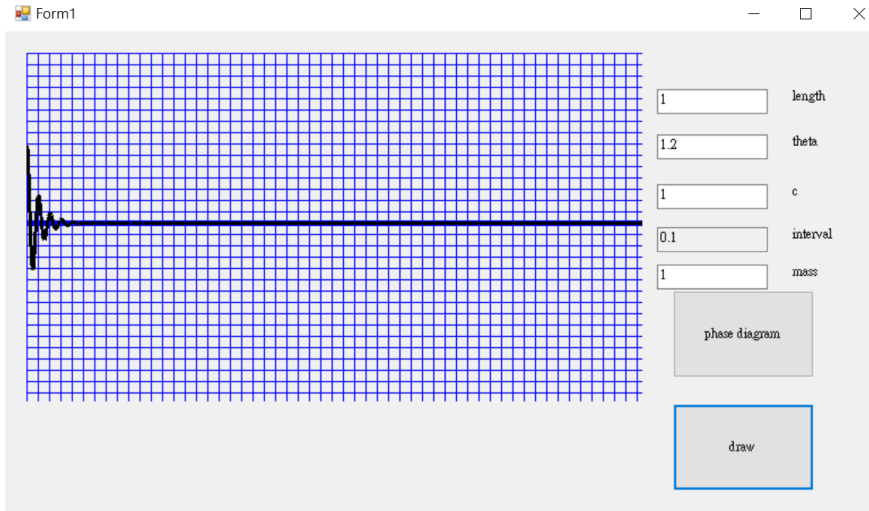 Form1
1 length
1.2 theta
1 c
0.1 interval
1 mass
phase diagram
draw